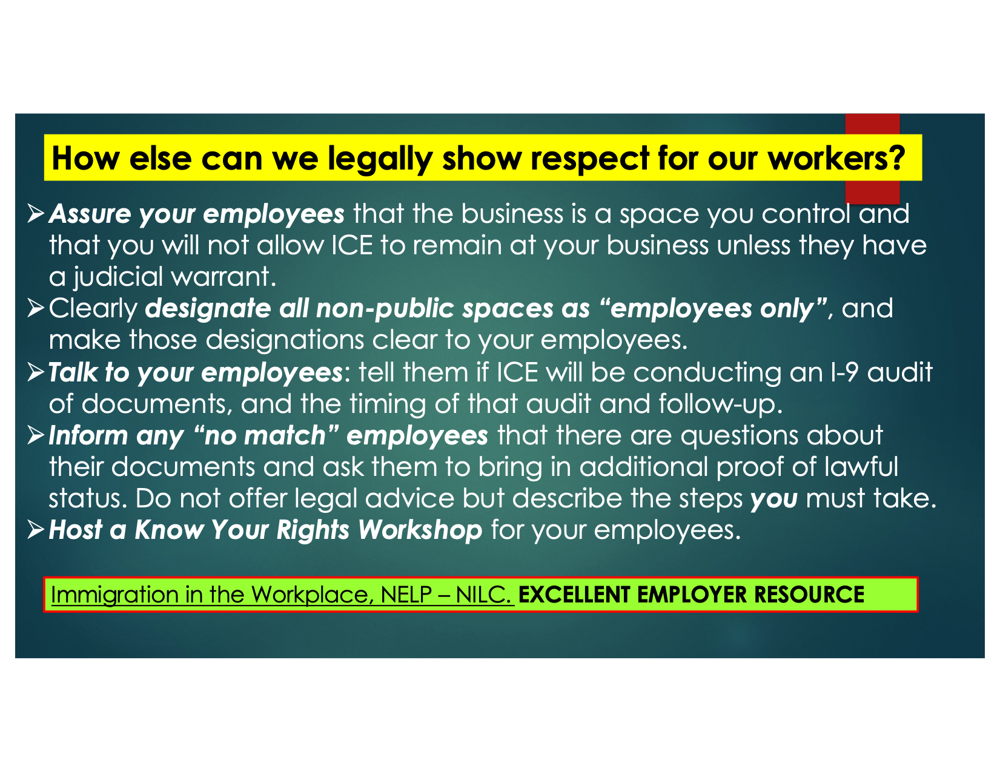 How else can we legally show respect for our workers?
➢Assure your employees that the business is a space you control and
that you will not allow ICE to remain at your business unless they have
a judicial warrant.
➢Clearly designate all non-public spaces as “employees only”, and
make those designations clear to your employees.
➢Talk to your employees: tell them if ICE will be conducting an I-9 audit
of documents, and the timing of that audit and follow-up.
➢Inform any “no match” employees that there are questions about
their documents and ask them to bring in additional proof of lawful
status. Do not offer legal advice but describe the steps you must take.
➢Host a Know Your Rights Workshop for your employees.
Immigration in the Workplace, NELP – NILC. EXCELLENT EMPLOYER RESOURCE